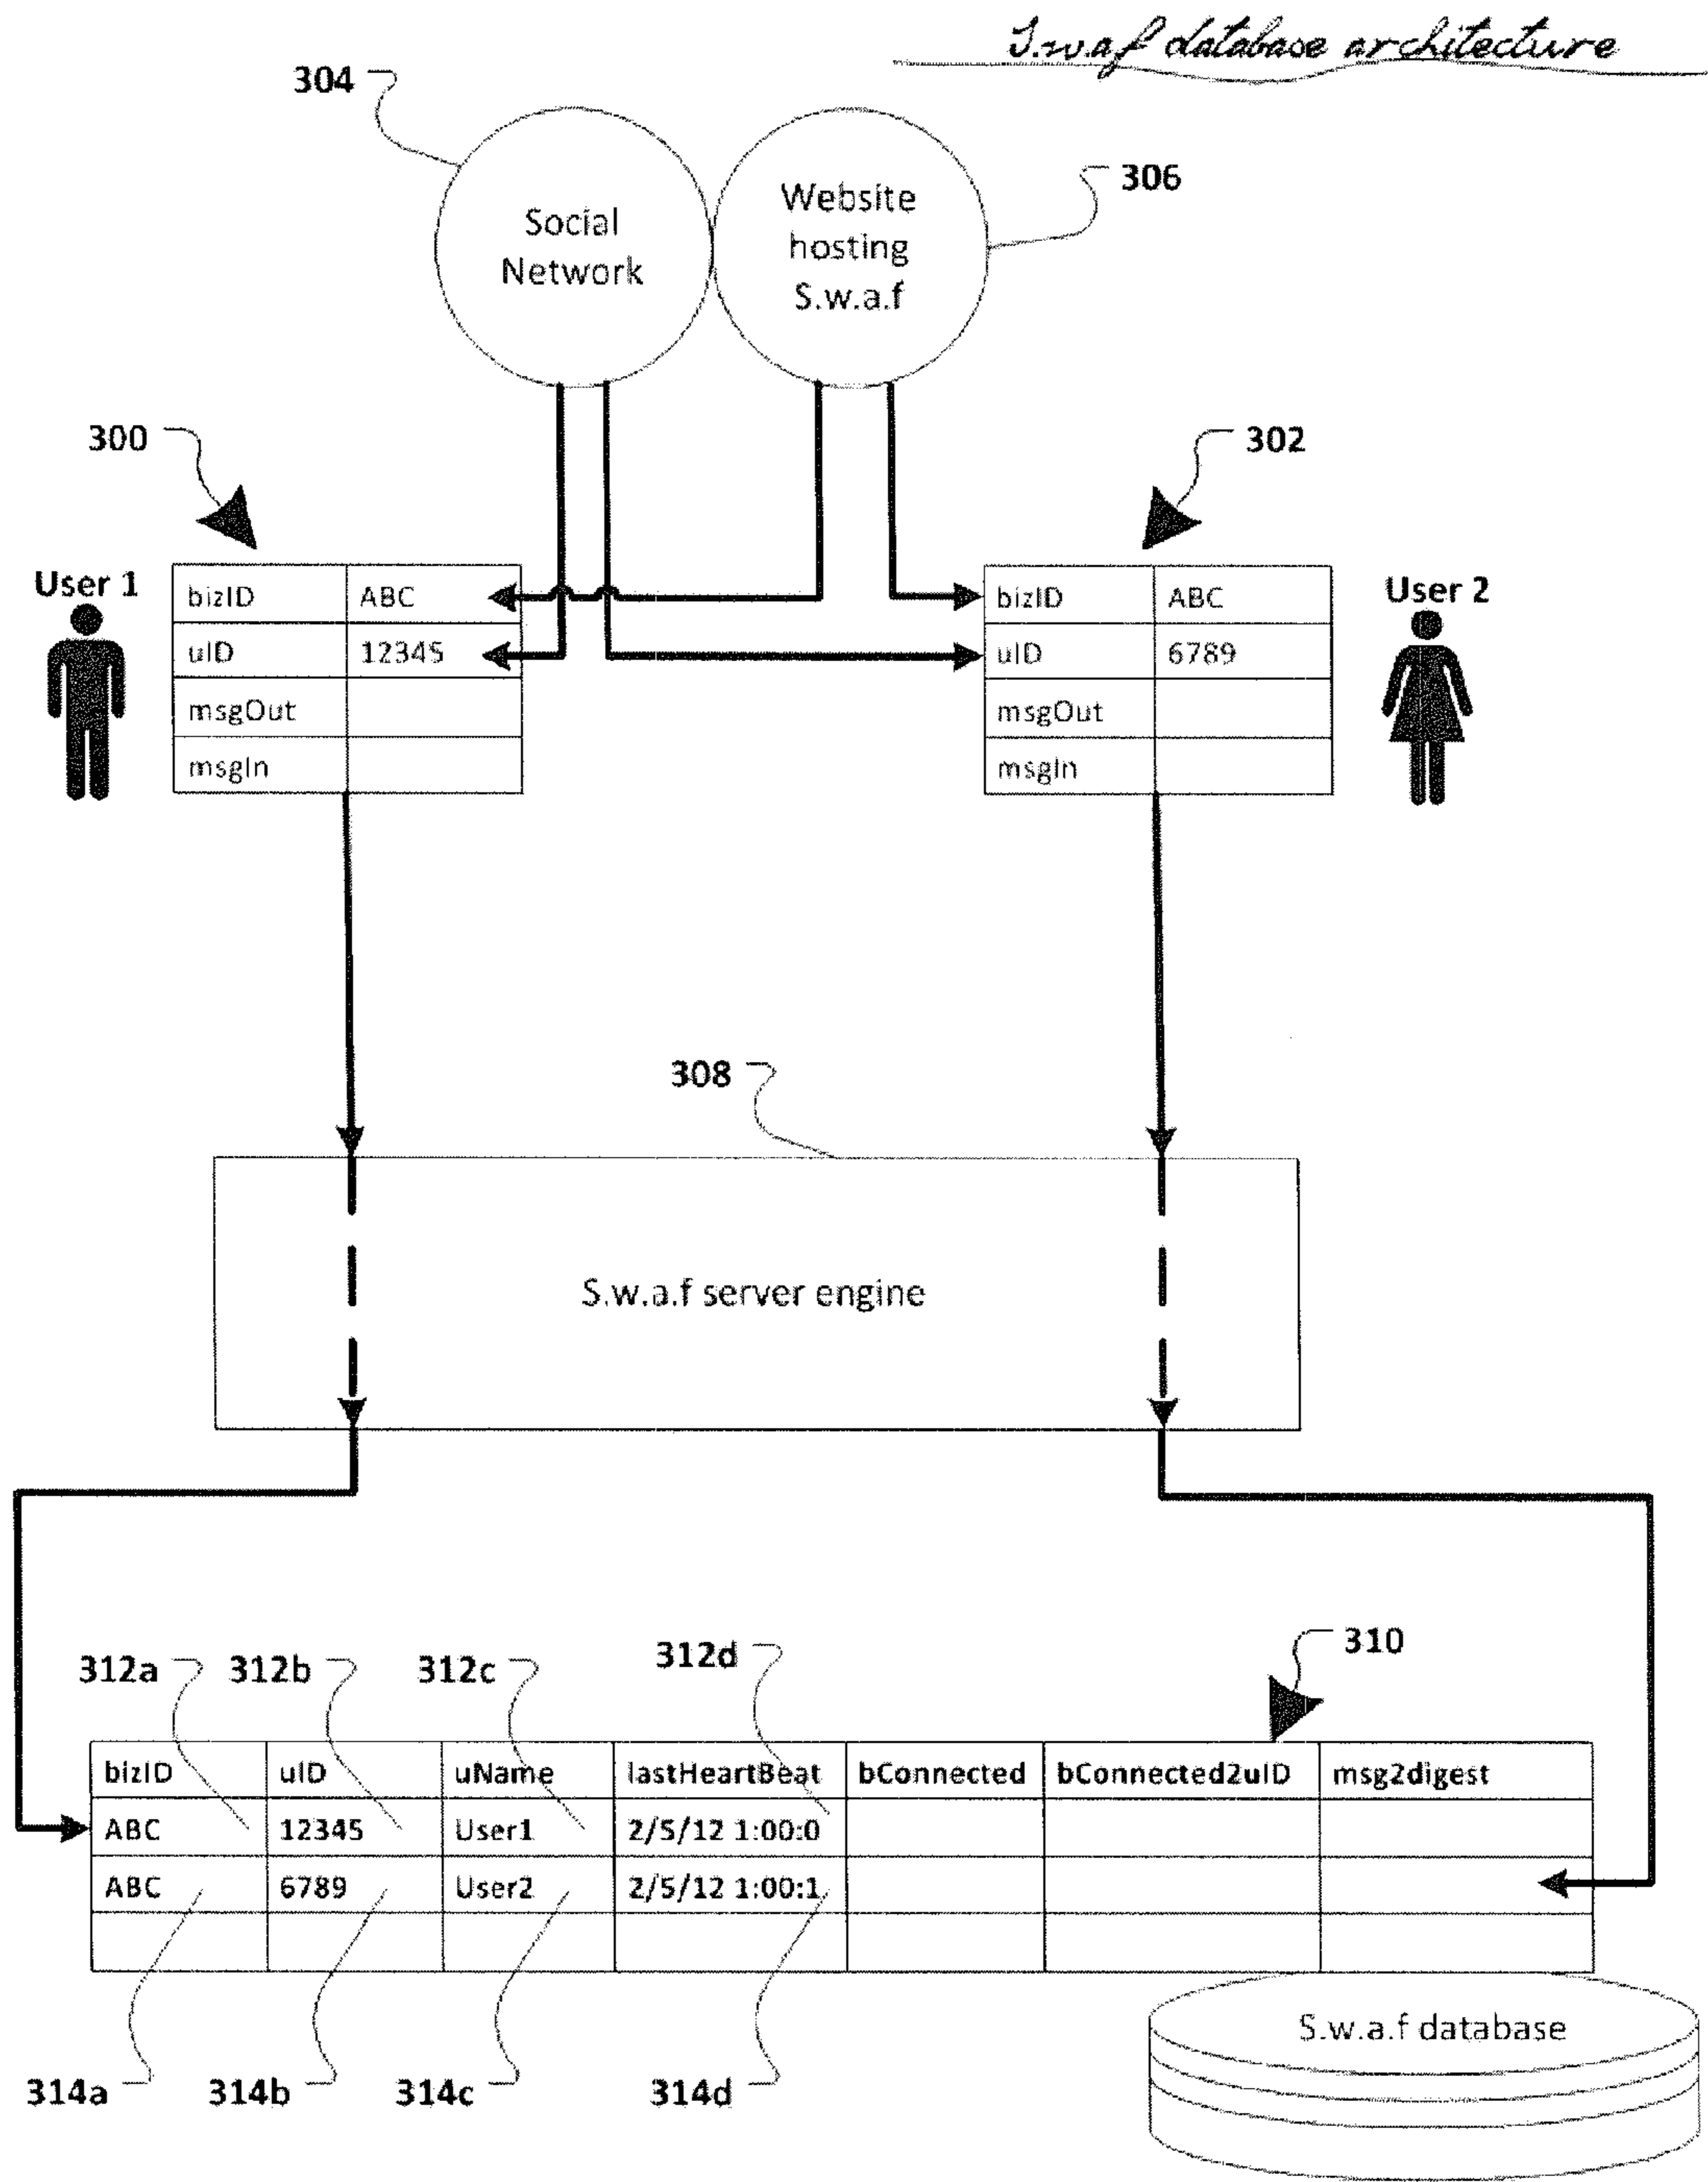 S.w.a.f database architecture
304
306
Social
Network
Website
hosting
S.w.a.f
300
302
User 1
bizID ABC
uID 12345
msgOut
msgIn
bizID ABC
uID 6789
msgOut
msgIn
User 2
308
S.w.a.f server engine
310
312a 312b 312c 312d
bizID uID uName lastHeartBeat bConnected bConnected2uID msg2digest
ABC 12345 User1 2/5/12 1:00:0
ABC 6789 User2 2/5/12 1:00:1
S.w.a.f database
314a 314b 314c 314d